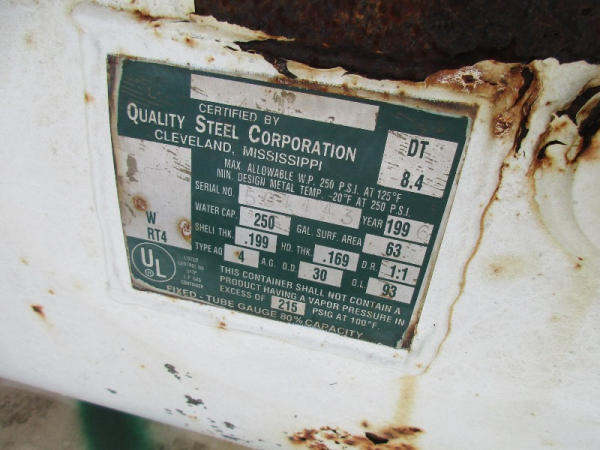 CERTIFIED BY
QUALITY STEEL CORPORATION
CLEVELAND, MISSISSIPPI
DT
8.4
MAX. ALLOWABLE W.P. 250 P.S.I. AT 125°F
MIN. DESIGN METAL TEMP. -20°F AT 250 P.S.I.
SERIAL NO. YEAR 1996
W
RT4
WATER CAP. 250 GAL. SURF. AREA 63
SHELL THK. .199 HD. THK. .169 D.R. 1:1
TYPE AQ 4 A.G. O.D. 30 O.L. 93
UL
LISTED
THIS CONTAINER SHALL NOT CONTAIN A
PRODUCT HAVING A VAPOR PRESSURE IN
EXCESS OF 215 PSIG AT 100°F.
FIXED - TUBE GAUGE 80% CAPACITY